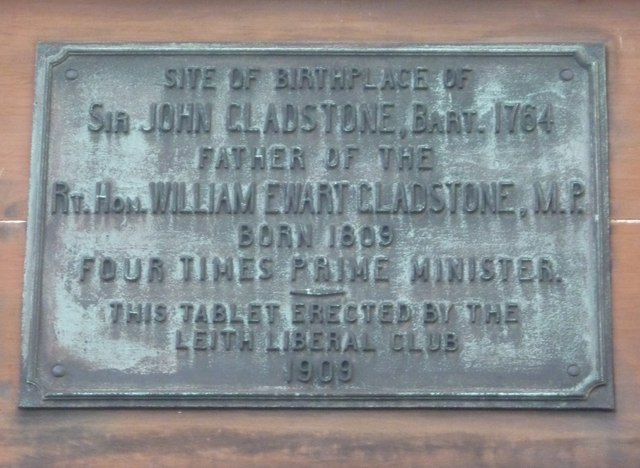 SITE OF BIRTHPLACE OF
SIR JOHN GLADSTONE, BART. 1764
FATHER OF THE
RT. HON. WILLIAM EWART GLADSTONE, M.P.
BORN 1809
FOUR TIMES PRIME MINISTER.
THIS TABLET ERECTED BY THE
LEITH LIBERAL CLUB
1909